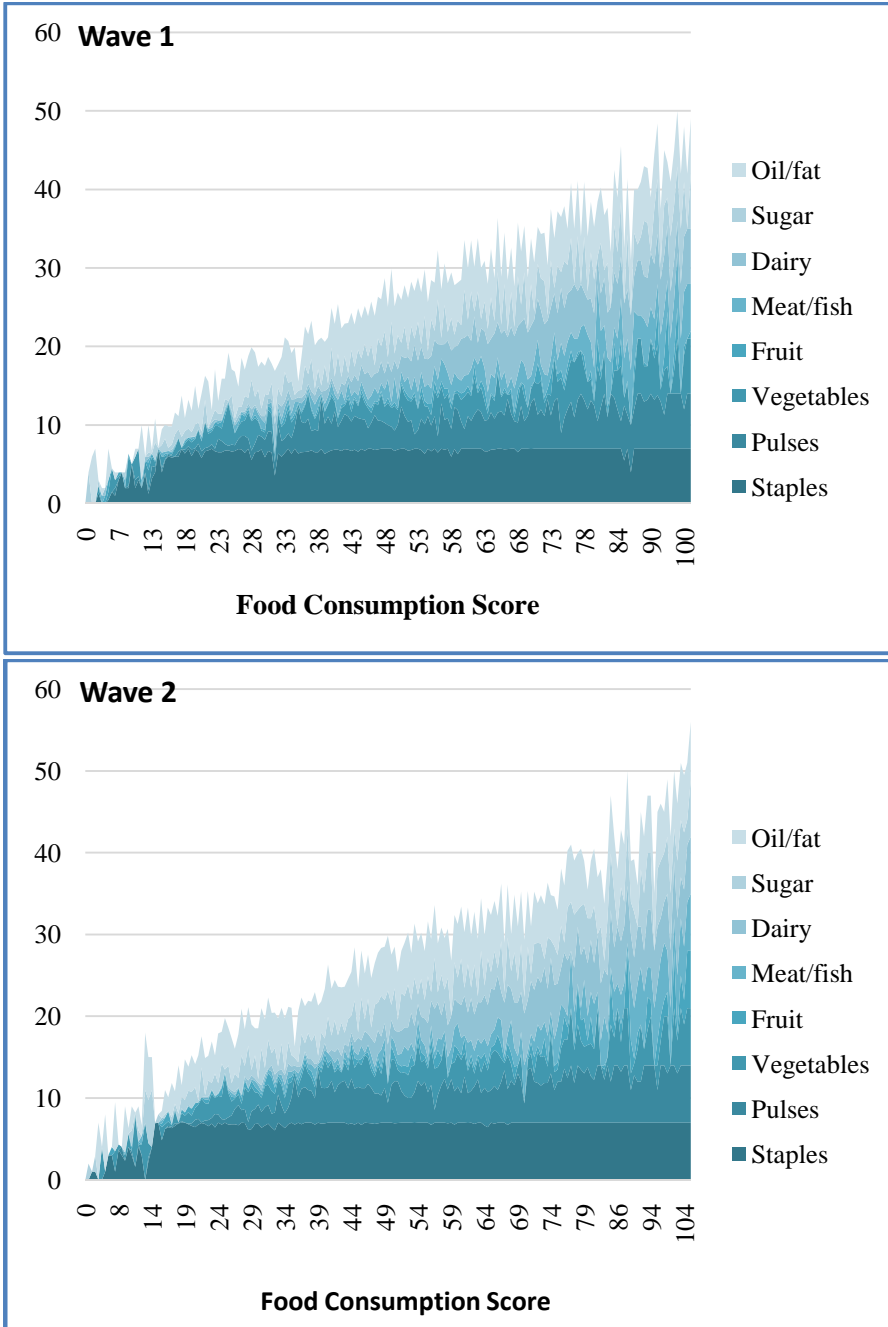 Wave 1
60
50
40
30
20
10
0
0 7 13 18 23 28 33 38 43 48 53 58 63 68 73 78 84 90 100
Food Consumption Score
Oil/fat
Sugar
Dairy
Meat/fish
Fruit
Vegetables
Pulses
Staples
Wave 2
60
50
40
30
20
10
0
0 8 14 19 24 29 34 39 44 49 54 59 64 69 74 79 86 94 104
Food Consumption Score
Oil/fat
Sugar
Dairy
Meat/fish
Fruit
Vegetables
Pulses
Staples